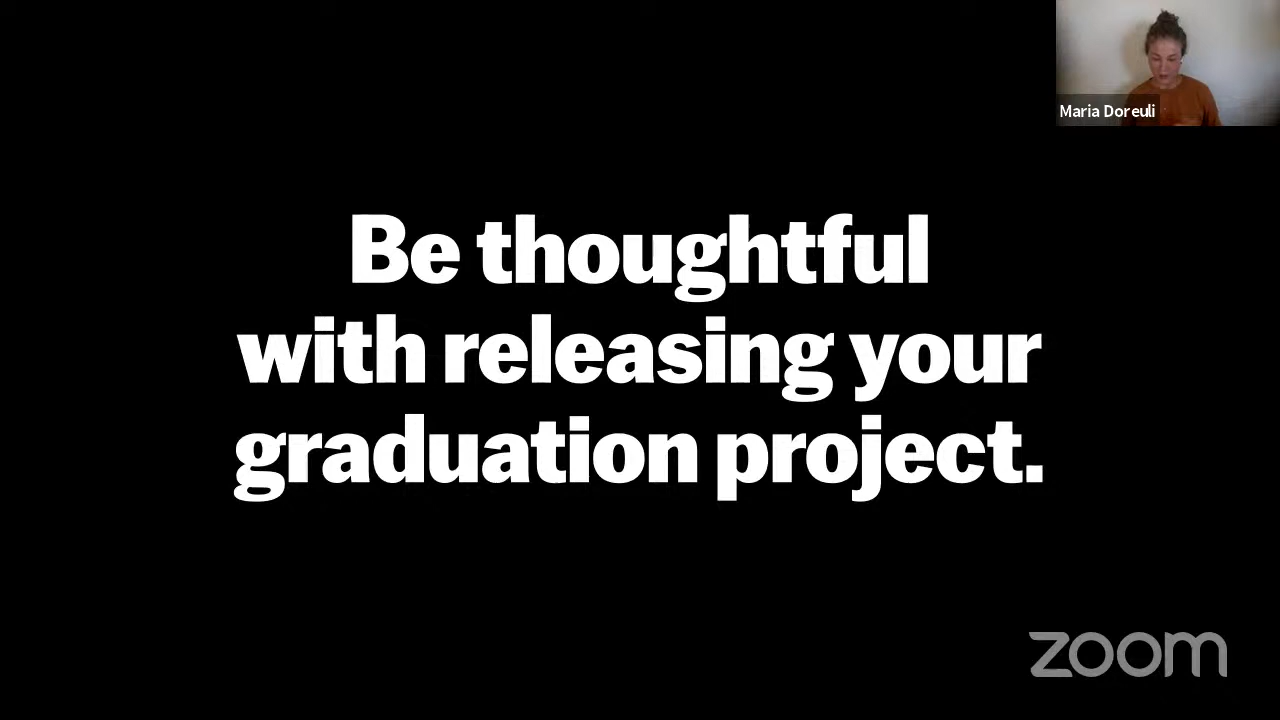 Maria Doreuli
Be thoughtful
with releasing your
graduation project.
zoom